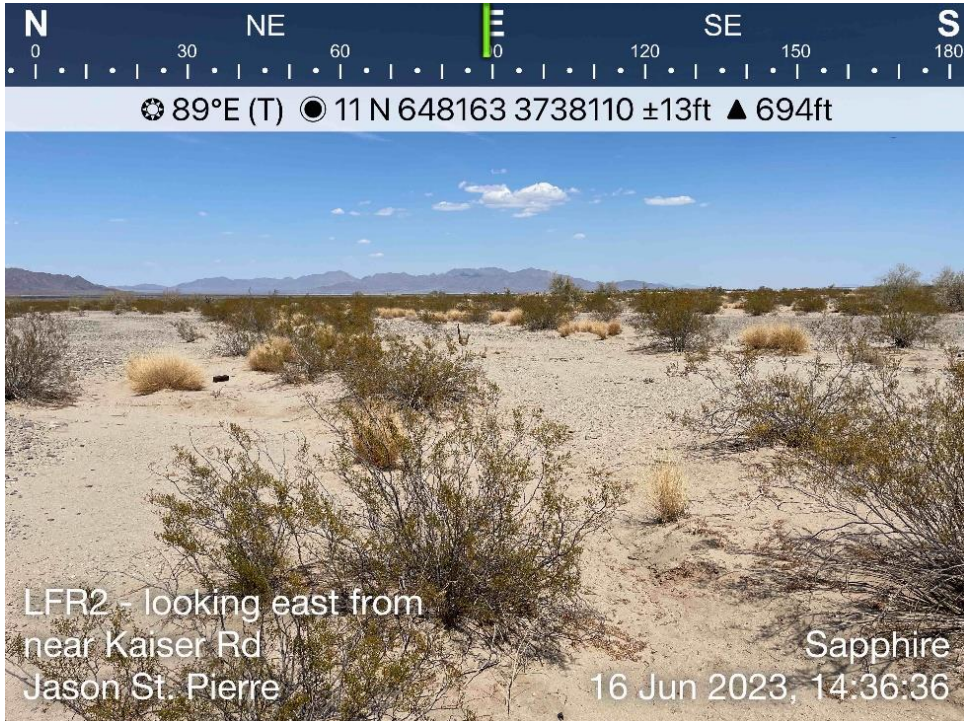 N NE E SE S
0 30 60 90 120 150 180
89°E (T) 11 N 648163 3738110 ±13ft ▲ 694ft
LFR2 - looking east from
near Kaiser Rd
Jason St. Pierre
Sapphire
16 Jun 2023, 14:36:36